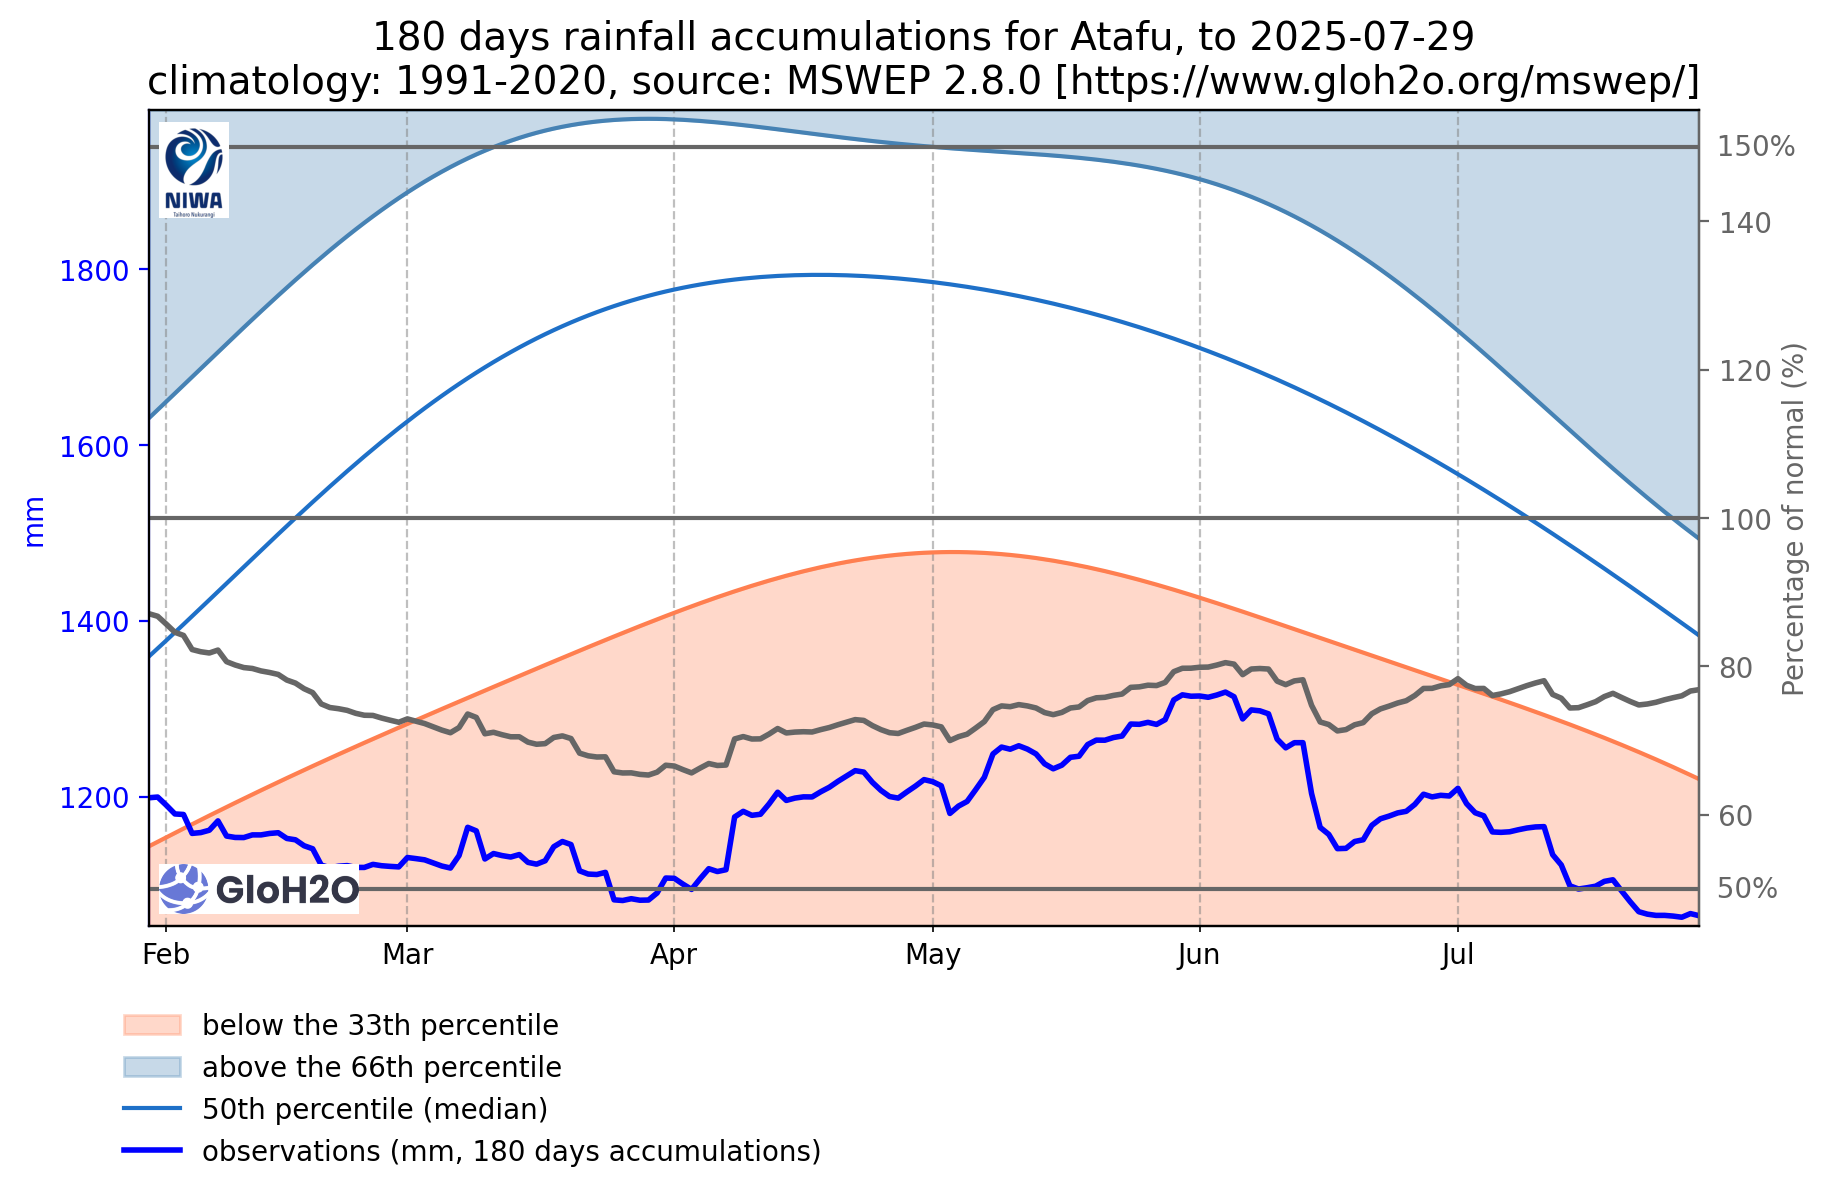 180 days rainfall accumulations for Atafu, to 2025-07-29
climatology: 1991-2020, source: MSWEP 2.8.0 [https://www.gloh2o.org/mswep/]
NIWA
Taihoro Nukurangi
1800
1600
1400
1200
mm
150%
140
120
100
80
60
50%
Percentage of normal (%)
GloH2O
Feb Mar Apr May Jun Jul
below the 33th percentile
above the 66th percentile
50th percentile (median)
observations (mm, 180 days accumulations)